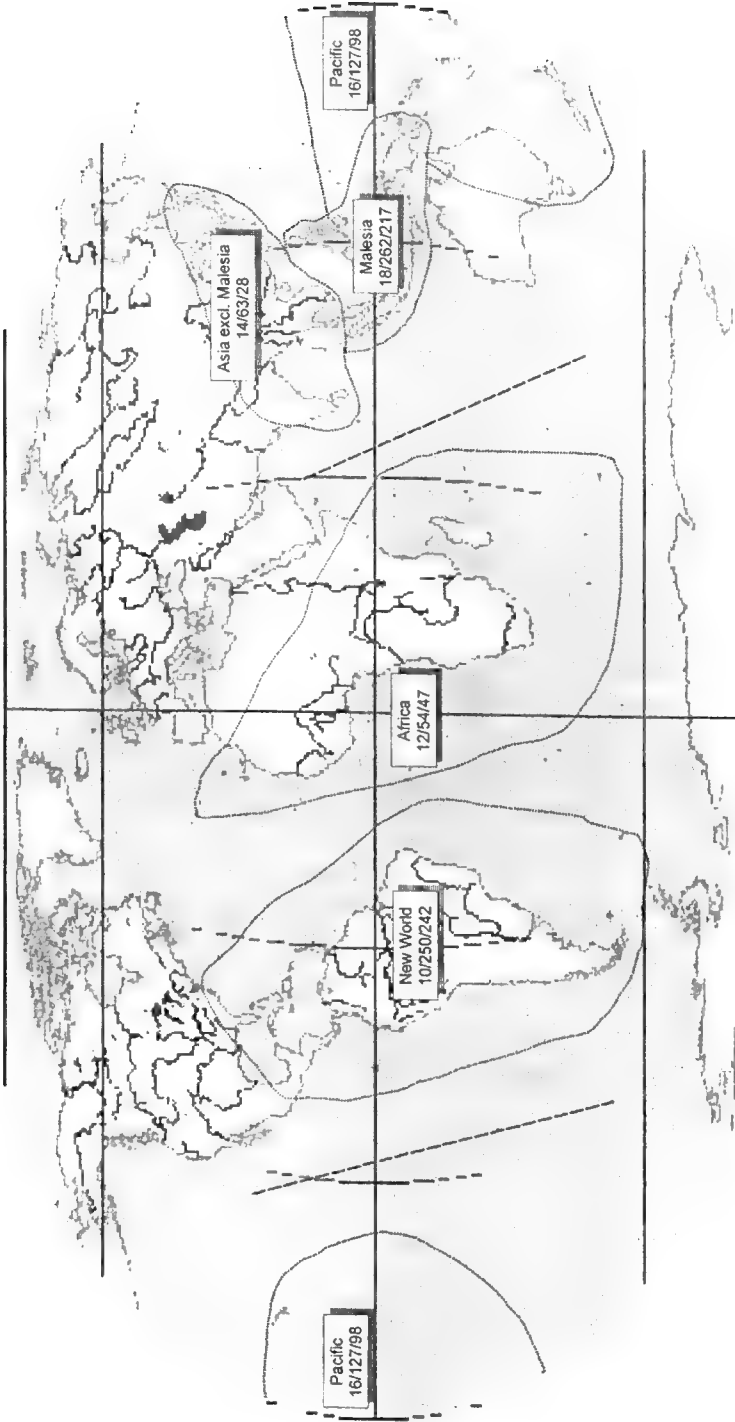 Pacific
16/127/98
New World
10/250/242
Africa
12/54/47
Asia excl. Malesia
14/63/28
Malesia
18/262/217
Pacific
16/127/98